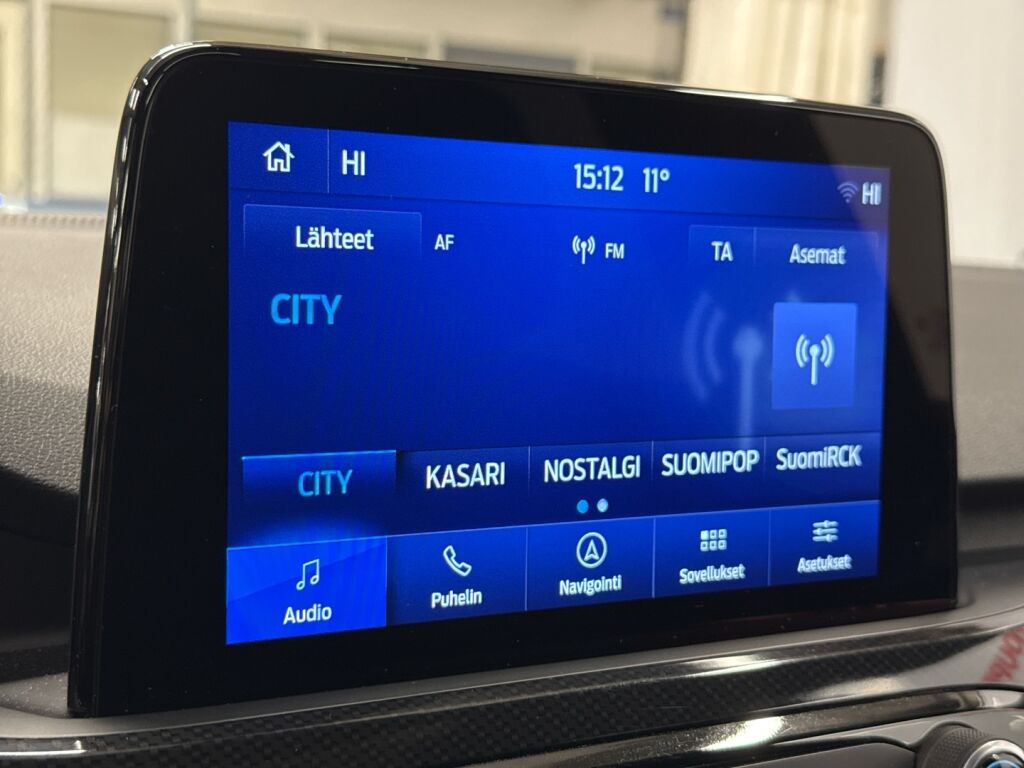 HI 15:12 11° HI
Lähteet AF FM TA Asemat
CITY
CITY KASARI NOSTALGI SUOMIPOP SuomiRCK
Audio Puhelin Navigointi Sovellukset Asetukset